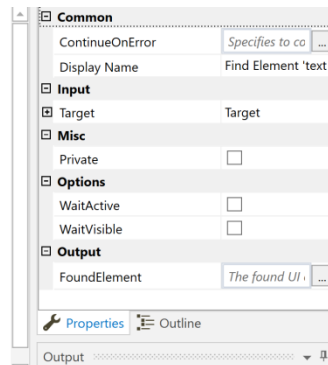 Common
ContinueOnError Specifies to co ...
Display Name Find Element 'text
Input
Target Target
Misc
Private
Options
WaitActive
WaitVisible
Output
FoundElement The found UI ...
Properties Outline
Output